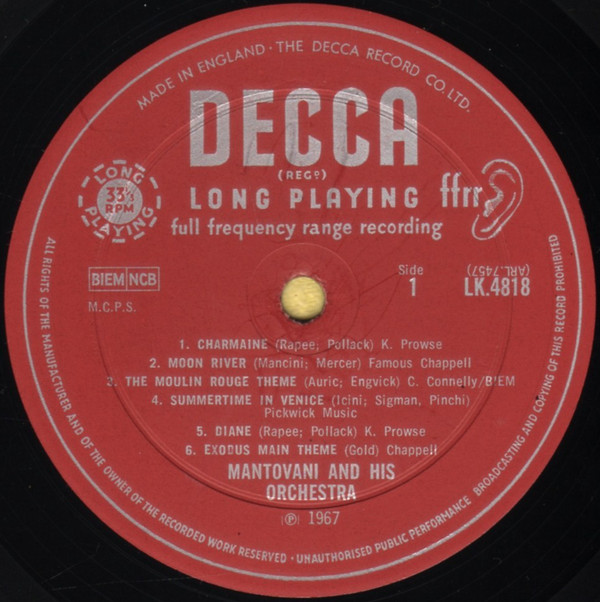 MADE IN ENGLAND · THE DECCA RECORD CO. LTD.
DECCA
(REGD)
LONG PLAYING
ffrr
full frequency range recording
LONG
33⅓
RPM
PLAYING
BIEM NCB
M.C.P.S.
Side
1
(ARL.7457)
LK.4818
1. CHARMAINE (Rapee; Pollack) K. Prowse
2. MOON RIVER (Mancini; Mercer) Famous Chappell
3. THE MOULIN ROUGE THEME (Auric; Engvick) C. Connelly/BIEM
4. SUMMERTIME IN VENICE (Icini; Sigman, Pinchi)
Pickwick Music
5. DIANE (Rapee; Pollack) K. Prowse
6. EXODUS MAIN THEME (Gold) Chappell
MANTOVANI AND HIS
ORCHESTRA
℗ 1967
ALL RIGHTS OF THE MANUFACTURER AND OF THE OWNER OF THE RECORDED WORK RESERVED · UNAUTHORISED PUBLIC PERFORMANCE BROADCASTING AND COPYING OF THIS RECORD PROHIBITED